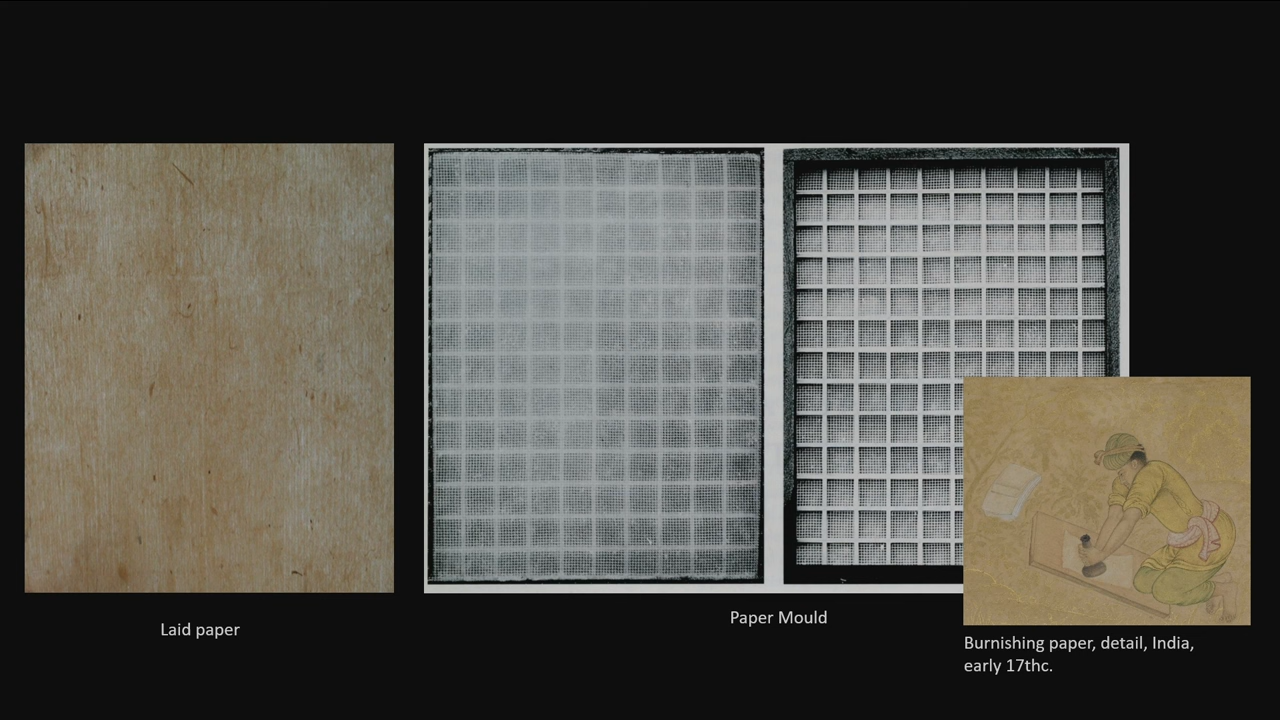 Laid paper
Paper Mould
Burnishing paper, detail, India,
early 17thc.